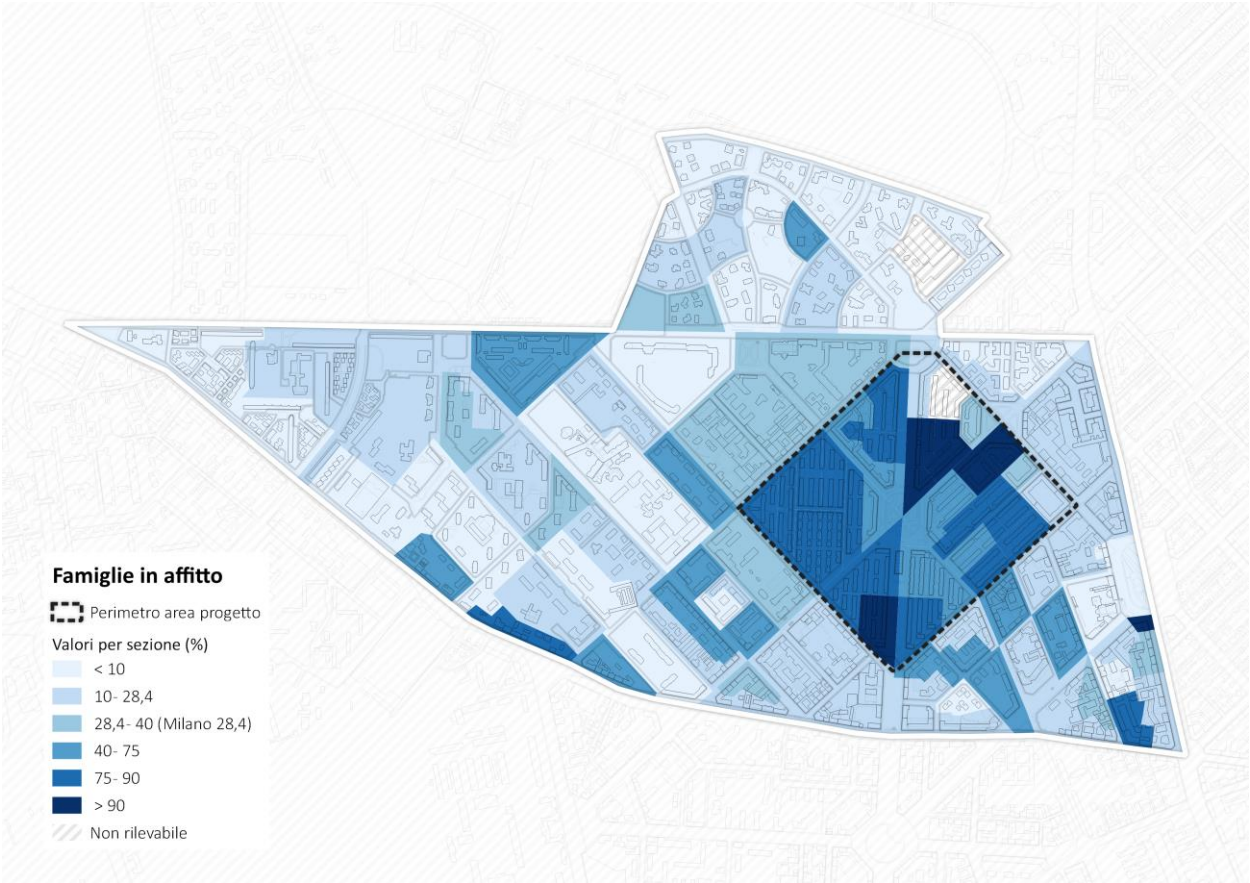 Famiglie in affitto
Perimetro area progetto
Valori per sezione (%)
< 10
10- 28,4
28,4- 40 (Milano 28,4)
40- 75
75- 90
> 90
Non rilevabile